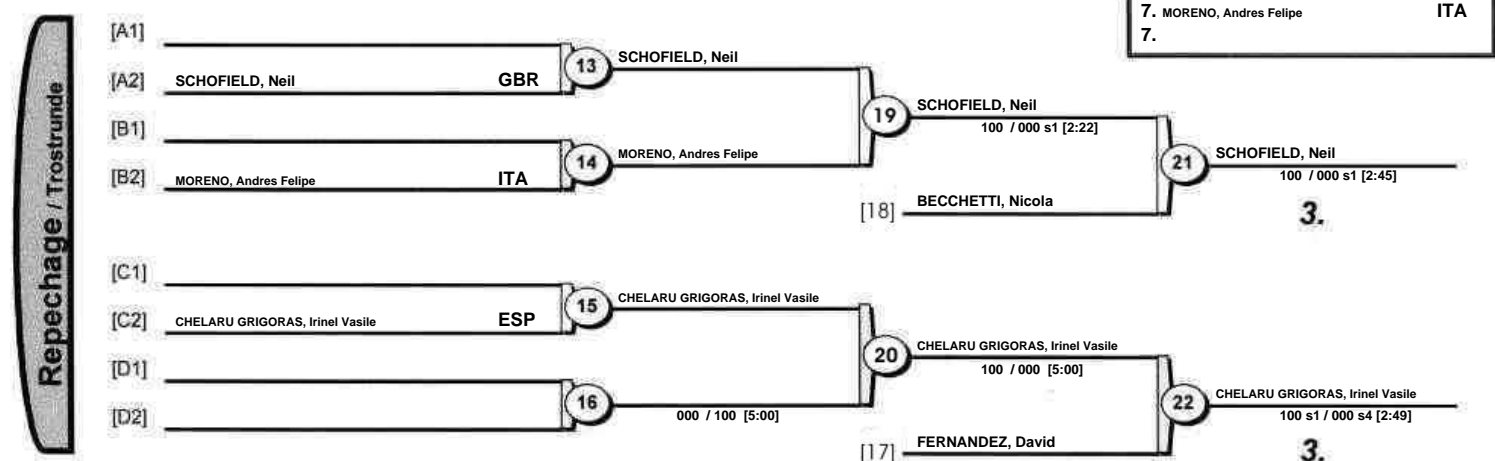 7. MORENO, Andres Felipe ITA
7.
Repechage / Trostrunde
[A1]
[A2] SCHOFIELD, Neil GBR
13
SCHOFIELD, Neil
[B1]
[B2] MORENO, Andres Felipe ITA
14
MORENO, Andres Felipe
19
SCHOFIELD, Neil
100 / 000 s1 [2:22]
[18] BECCHETTI, Nicola
21
SCHOFIELD, Neil
100 / 000 s1 [2:45]
3.
[C1]
[C2] CHELARU GRIGORAS, Irinel Vasile ESP
15
CHELARU GRIGORAS, Irinel Vasile
[D1]
[D2]
16
000 / 100 [5:00]
20
CHELARU GRIGORAS, Irinel Vasile
100 / 000 [5:00]
[17] FERNANDEZ, David
22
CHELARU GRIGORAS, Irinel Vasile
100 s1 / 000 s4 [2:49]
3.